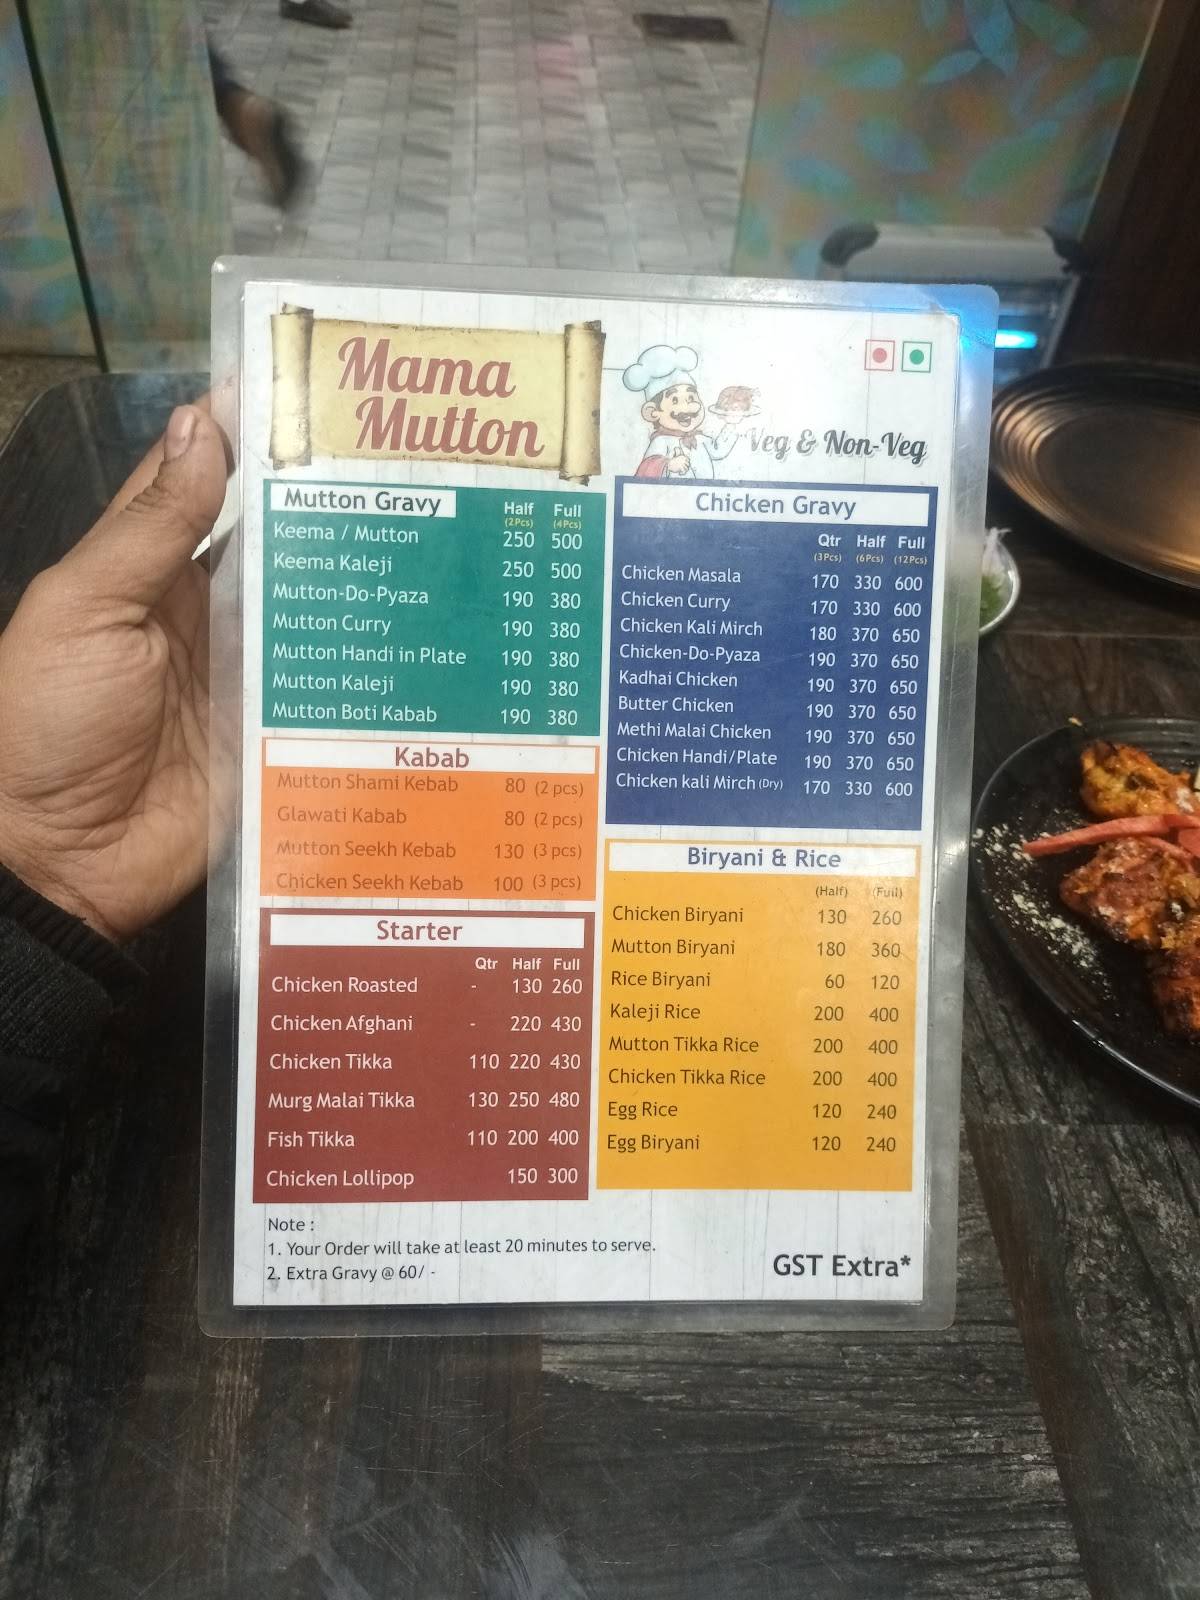 Mama
Mutton
Veg & Non-Veg
Mutton Gravy Half Full
(2Pcs) (4Pcs)
Keema / Mutton 250 500
Keema Kaleji 250 500
Mutton-Do-Pyaza 190 380
Mutton Curry 190 380
Mutton Handi in Plate 190 380
Mutton Kaleji 190 380
Mutton Boti Kabab 190 380
Kabab
Mutton Shami Kebab 80 (2 pcs)
Glawati Kabab 80 (2 pcs)
Mutton Seekh Kebab 130 (3 pcs)
Chicken Seekh Kebab 100 (3 pcs)
Starter
Qtr Half Full
Chicken Roasted - 130 260
Chicken Afghani - 220 430
Chicken Tikka 110 220 430
Murg Malai Tikka 130 250 480
Fish Tikka 110 200 400
Chicken Lollipop 150 300
Chicken Gravy
Qtr Half Full
(3Pcs) (6Pcs) (12Pcs)
Chicken Masala 170 330 600
Chicken Curry 170 330 600
Chicken Kali Mirch 180 370 650
Chicken-Do-Pyaza 190 370 650
Kadhai Chicken 190 370 650
Butter Chicken 190 370 650
Methi Malai Chicken 190 370 650
Chicken Handi/Plate 190 370 650
Chicken kali Mirch (Dry) 170 330 600
Biryani & Rice
(Half) (Full)
Chicken Biryani 130 260
Mutton Biryani 180 360
Rice Biryani 60 120
Kaleji Rice 200 400
Mutton Tikka Rice 200 400
Chicken Tikka Rice 200 400
Egg Rice 120 240
Egg Biryani 120 240
Note :
1. Your Order will take at least 20 minutes to serve.
2. Extra Gravy @ 60/ -
GST Extra*